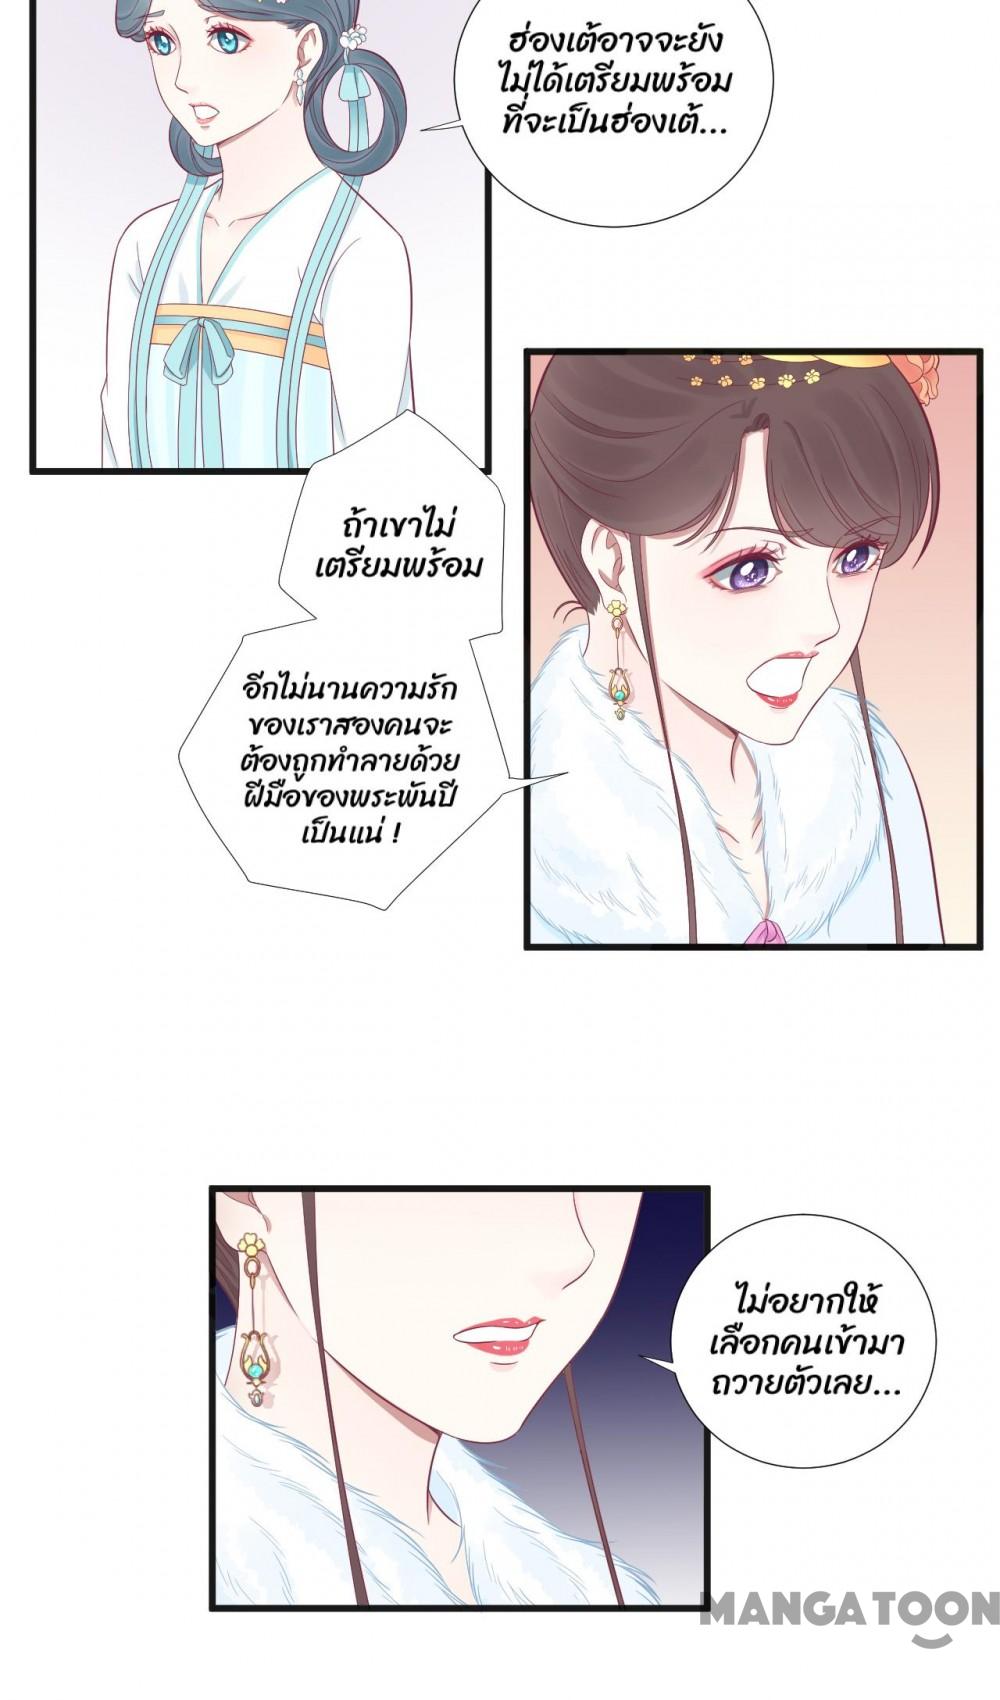 ฮ่องเต้อาจจะยัง
ไม่ได้เตรียมพร้อม
ที่จะเป็นฮ่องเต้...
ถ้าเขาไม่
เตรียมพร้อม
อีกไม่นานความรัก
ของเราสองคนจะ
ต้องถูกทำลายด้วย
ฝีมือของพระพันปี
เป็นแน่ !
ไม่อยากให้
เลือกคนเข้ามา
ถวายตัวเลย...
MANGATOON